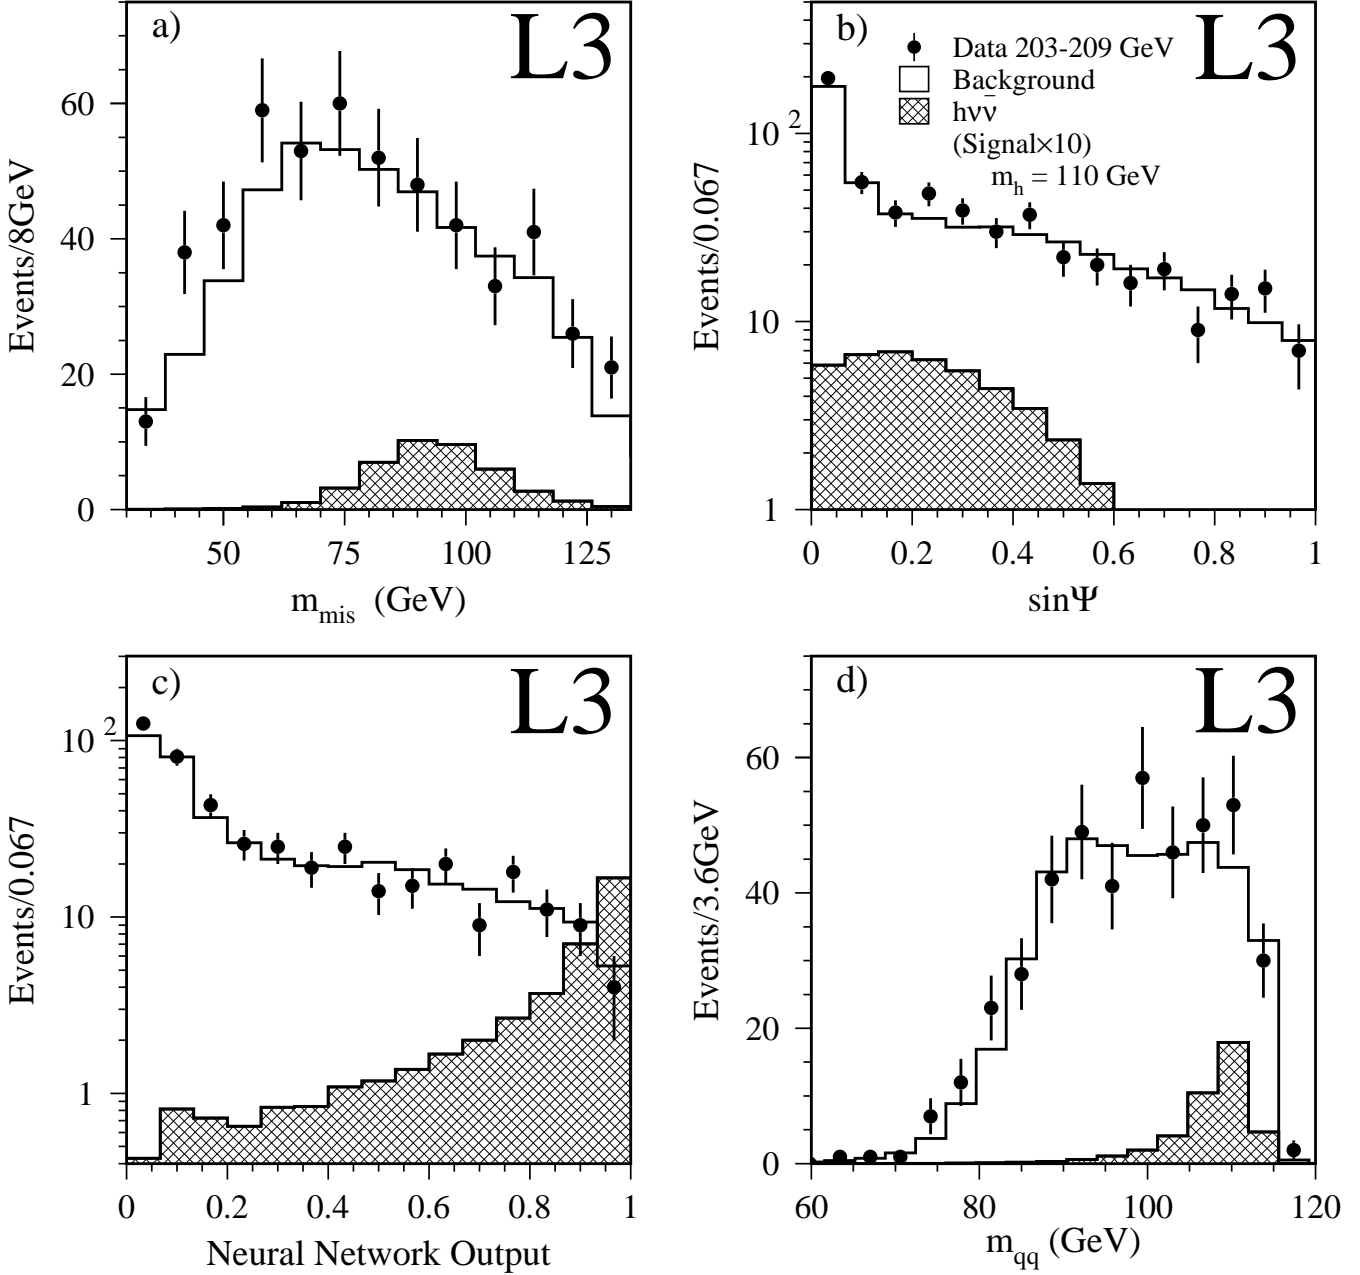 a)
L3
Events/8GeV
60
40
20
0
50
75
100
125
m_mis (GeV)
b)
L3
Data 203-209 GeV
Background
hνν̄
(Signal×10)
m_h = 110 GeV
Events/0.067
10^2
10
1
0
0.2
0.4
0.6
0.8
1
sinΨ
c)
L3
Events/0.067
10^2
10
1
0
0.2
0.4
0.6
0.8
1
Neural Network Output
d)
L3
Events/3.6GeV
60
40
20
0
60
80
100
120
m_qq (GeV)